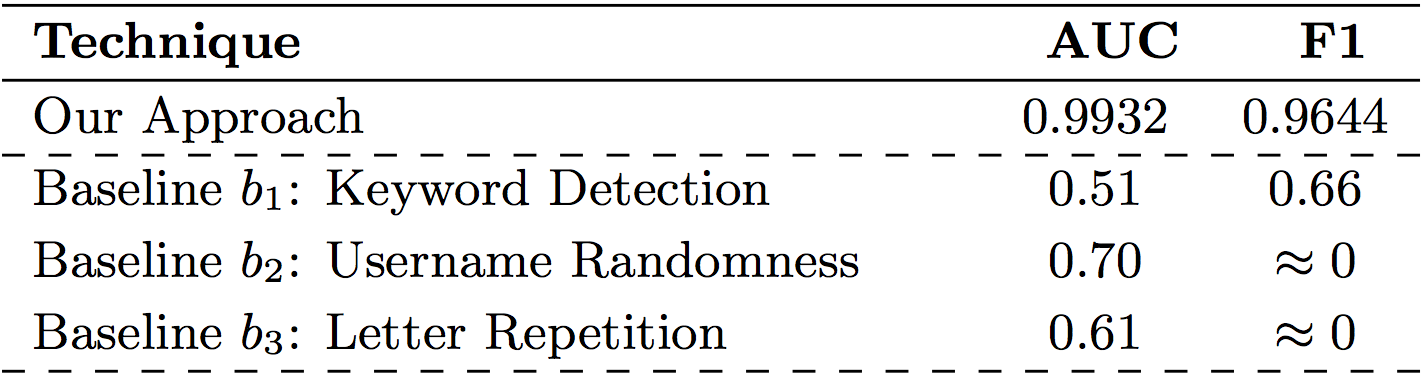 Technique AUC F1
Our Approach 0.9932 0.9644
Baseline b₁: Keyword Detection 0.51 0.66
Baseline b₂: Username Randomness 0.70 ≈ 0
Baseline b₃: Letter Repetition 0.61 ≈ 0